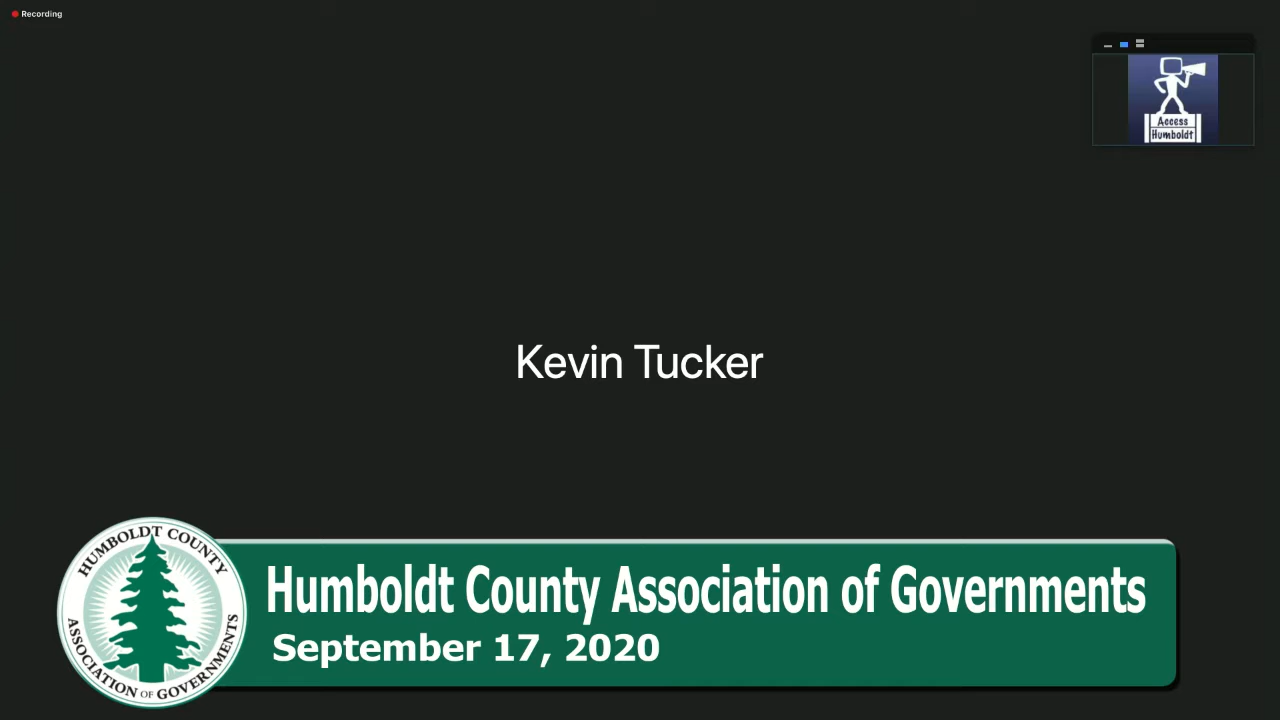 Recording
Access
Humboldt
Kevin Tucker
HUMBOLDT COUNTY
ASSOCIATION OF GOVERNMENTS
Humboldt County Association of Governments
September 17, 2020